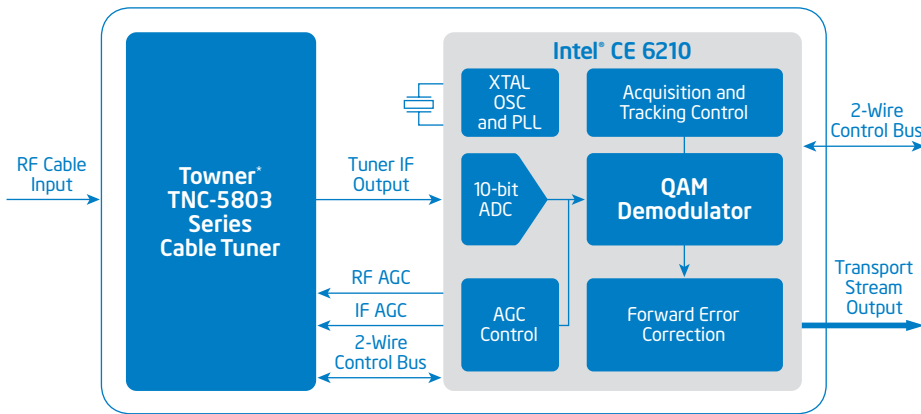 Intel® CE 6210
XTAL
OSC
and PLL
Acquisition and
Tracking Control
2-Wire
Control Bus
RF Cable
Input
Towner*
TNC-5803
Series
Cable Tuner
Tuner IF
Output
10-bit
ADC
QAM
Demodulator
RF AGC
IF AGC
2-Wire
Control Bus
AGC
Control
Forward Error
Correction
Transport
Stream
Output